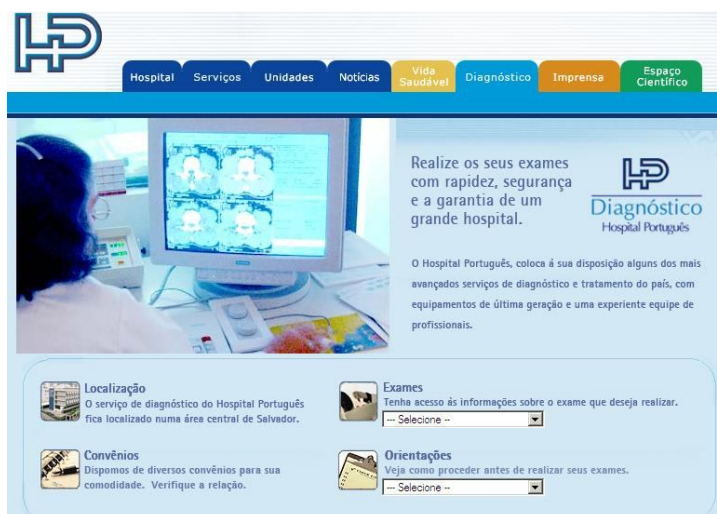 HP
Hospital
Serviços
Unidades
Notícias
Vida
Saudável
Diagnóstico
Imprensa
Espaço
Científico
Realize os seus exames
com rapidez, segurança
e a garantia de um
grande hospital.
HP
Diagnóstico
Hospital Português
O Hospital Português, coloca á sua disposição alguns dos mais
avançados serviços de diagnóstico e tratamento do país, com
equipamentos de última geração e uma experiente equipe de
profissionais.
Localização
O serviço de diagnóstico do Hospital Português
fica localizado numa área central de Salvador.
Exames
Tenha acesso ás informações sobre o exame que deseja realizar.
--- Selecione --
Convênios
Dispomos de diversos convênios para sua
comodidade. Verifique a relação.
Orientações
Veja como proceder antes de realizar seus exames.
--- Selecione --